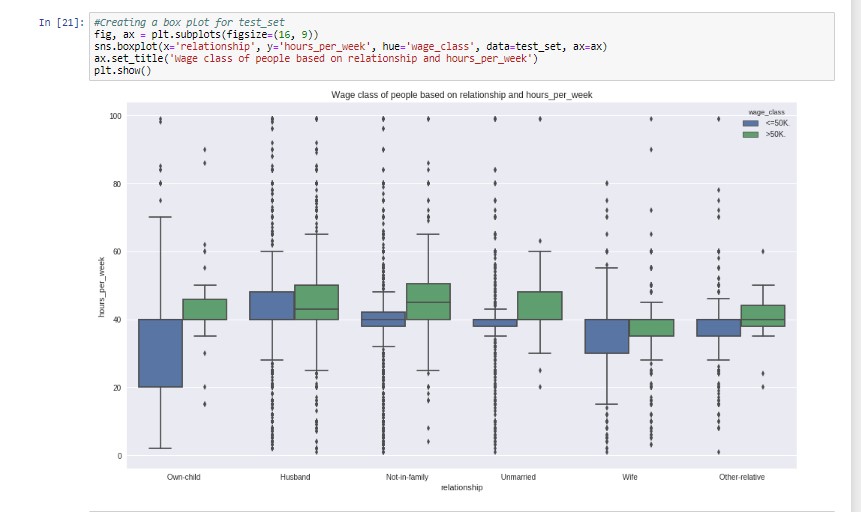 In [21]:
#Creating a box plot for test_set
fig, ax = plt.subplots(figsize=(16, 9))
sns.boxplot(x='relationship', y='hours_per_week', hue='wage_class', data=test_set, ax=ax)
ax.set_title('Wage class of people based on relationship and hours_per_week')
plt.show()
Wage class of people based on relationship and hours_per_week
wage_class
<=50K.
>50K.
100
80
60
40
20
0
hours_per_week
Own-child
Husband
Not-in-family
Unmarried
Wife
Other-relative
relationship